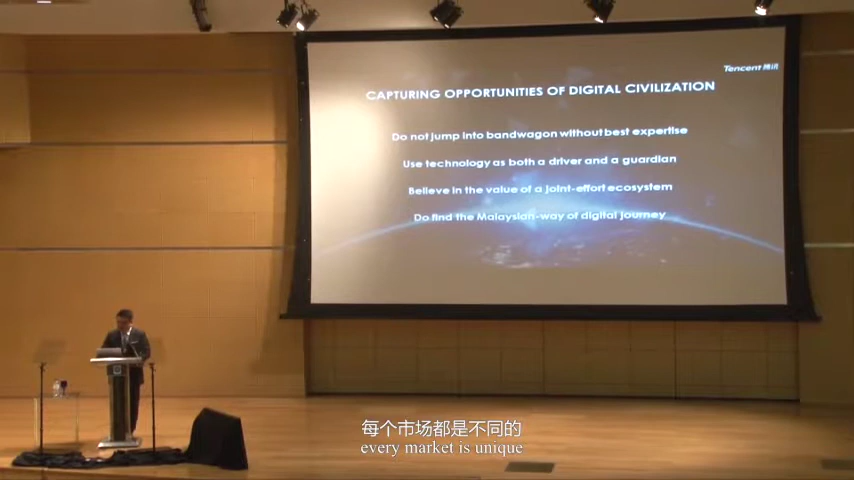 Tencent 腾讯
CAPTURING OPPORTUNITIES OF DIGITAL CIVILIZATION
Do not jump into bandwagon without best expertise
Use technology as both a driver and a guardian
Believe in the value of a joint-effort ecosystem
Do find the Malaysian-way of digital journey
每个市场都是不同的
every market is unique